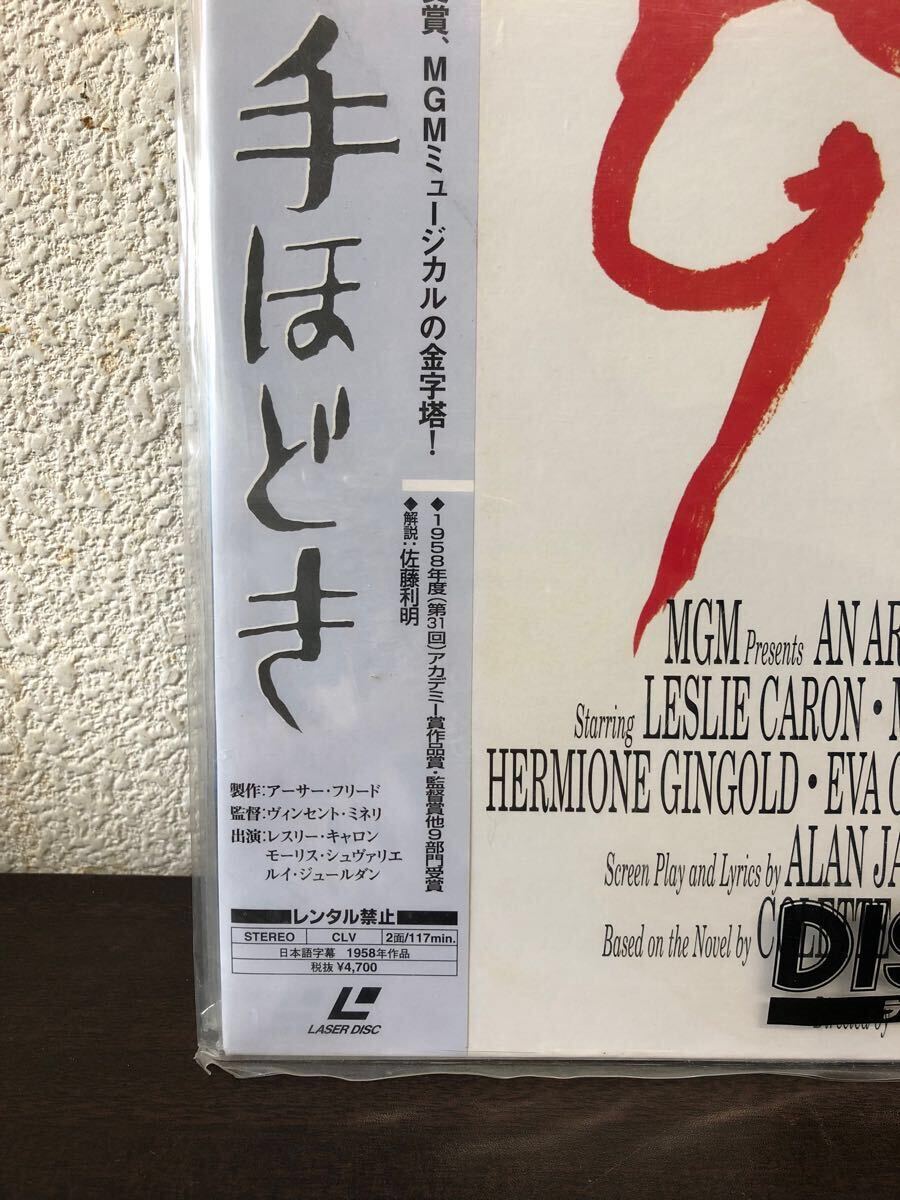 手ほどき
賞、MGMミュージカルの金字塔!
◆1958年度(第31回)アカデミー賞作品賞・監督賞他9部門受賞
◆解説:佐藤利明
製作:アーサー・フリード
監督:ヴィンセント・ミネリ
出演:レスリー・キャロン
モーリス・シュヴァリエ
ルイ・ジュールダン
レンタル禁止
STEREO CLV 2面/117min.
日本語字幕 1958年作品
税抜 ¥4,700
LASER DISC
MGM Presents AN AR
Starring LESLIE CARON · M
HERMIONE GINGOLD · EVA
Screen Play and Lyrics by ALAN JA
Based on the Novel by COLETTE
DIS
Directed by